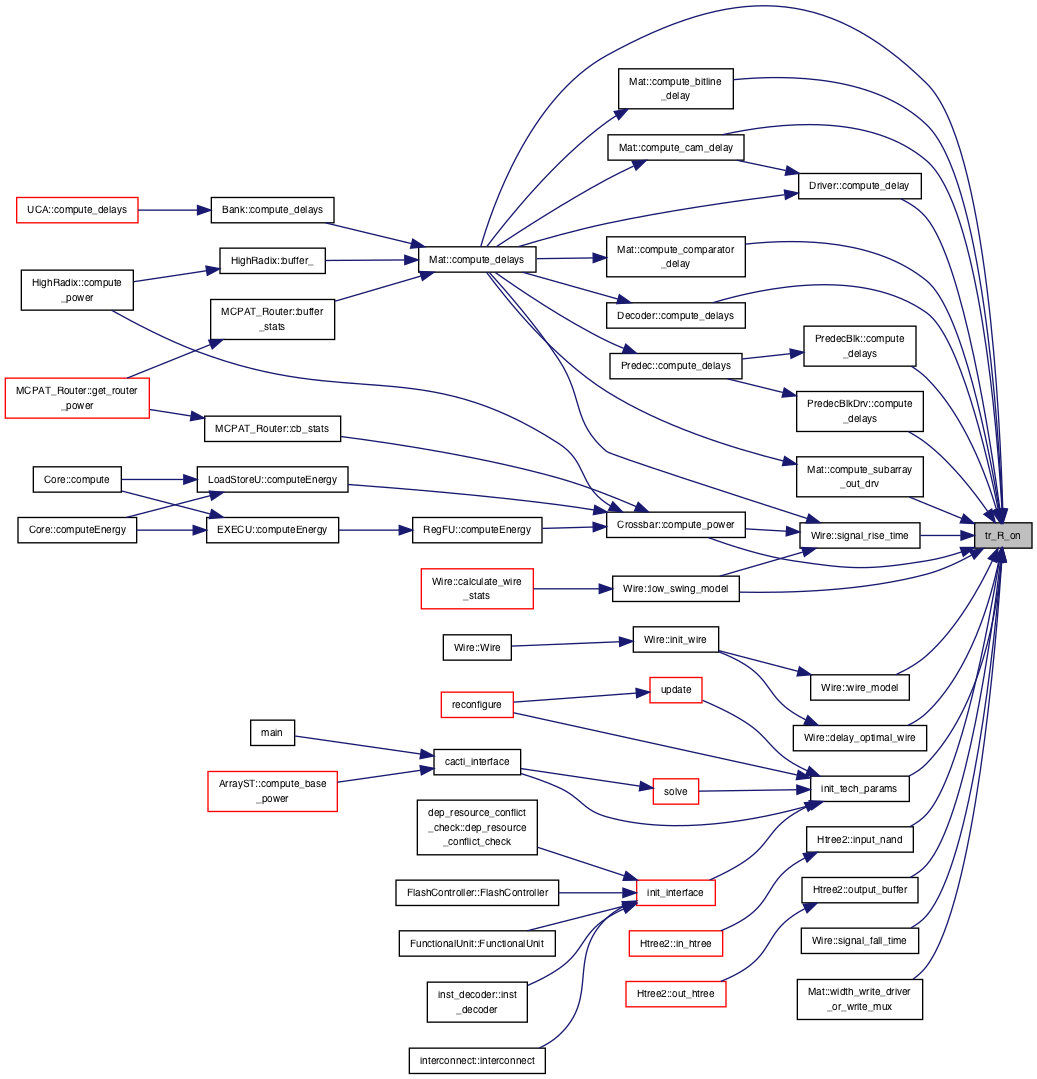 Mat::compute_bitline
_delay
Mat::compute_cam_delay
Driver::compute_delay
UCA::compute_delays
Bank::compute_delays
HighRadix::buffer_
Mat::compute_delays
Mat::compute_comparator
_delay
HighRadix::compute
_power
MCPAT_Router::buffer
_stats
Decoder::compute_delays
PredecBlk::compute
_delays
Predec::compute_delays
MCPAT_Router::get_router
_power
PredecBlkDrv::compute
_delays
MCPAT_Router::cb_stats
Mat::compute_subarray
_out_drv
Core::compute
LoadStoreU::computeEnergy
Core::computeEnergy
EXECU::computeEnergy
RegFU::computeEnergy
Crossbar::compute_power
Wire::signal_rise_time
tr_R_on
Wire::calculate_wire
_stats
Wire::low_swing_model
Wire::Wire
Wire::init_wire
Wire::wire_model
reconfigure
update
main
Wire::delay_optimal_wire
cacti_interface
ArrayST::compute_base
_power
solve
init_tech_params
dep_resource_conflict
_check::dep_resource
_conflict_check
Htree2::input_nand
FlashController::FlashController
init_interface
Htree2::output_buffer
FunctionalUnit::FunctionalUnit
Htree2::in_htree
Wire::signal_fall_time
inst_decoder::inst
_decoder
Htree2::out_htree
Mat::width_write_driver
_or_write_mux
interconnect::interconnect